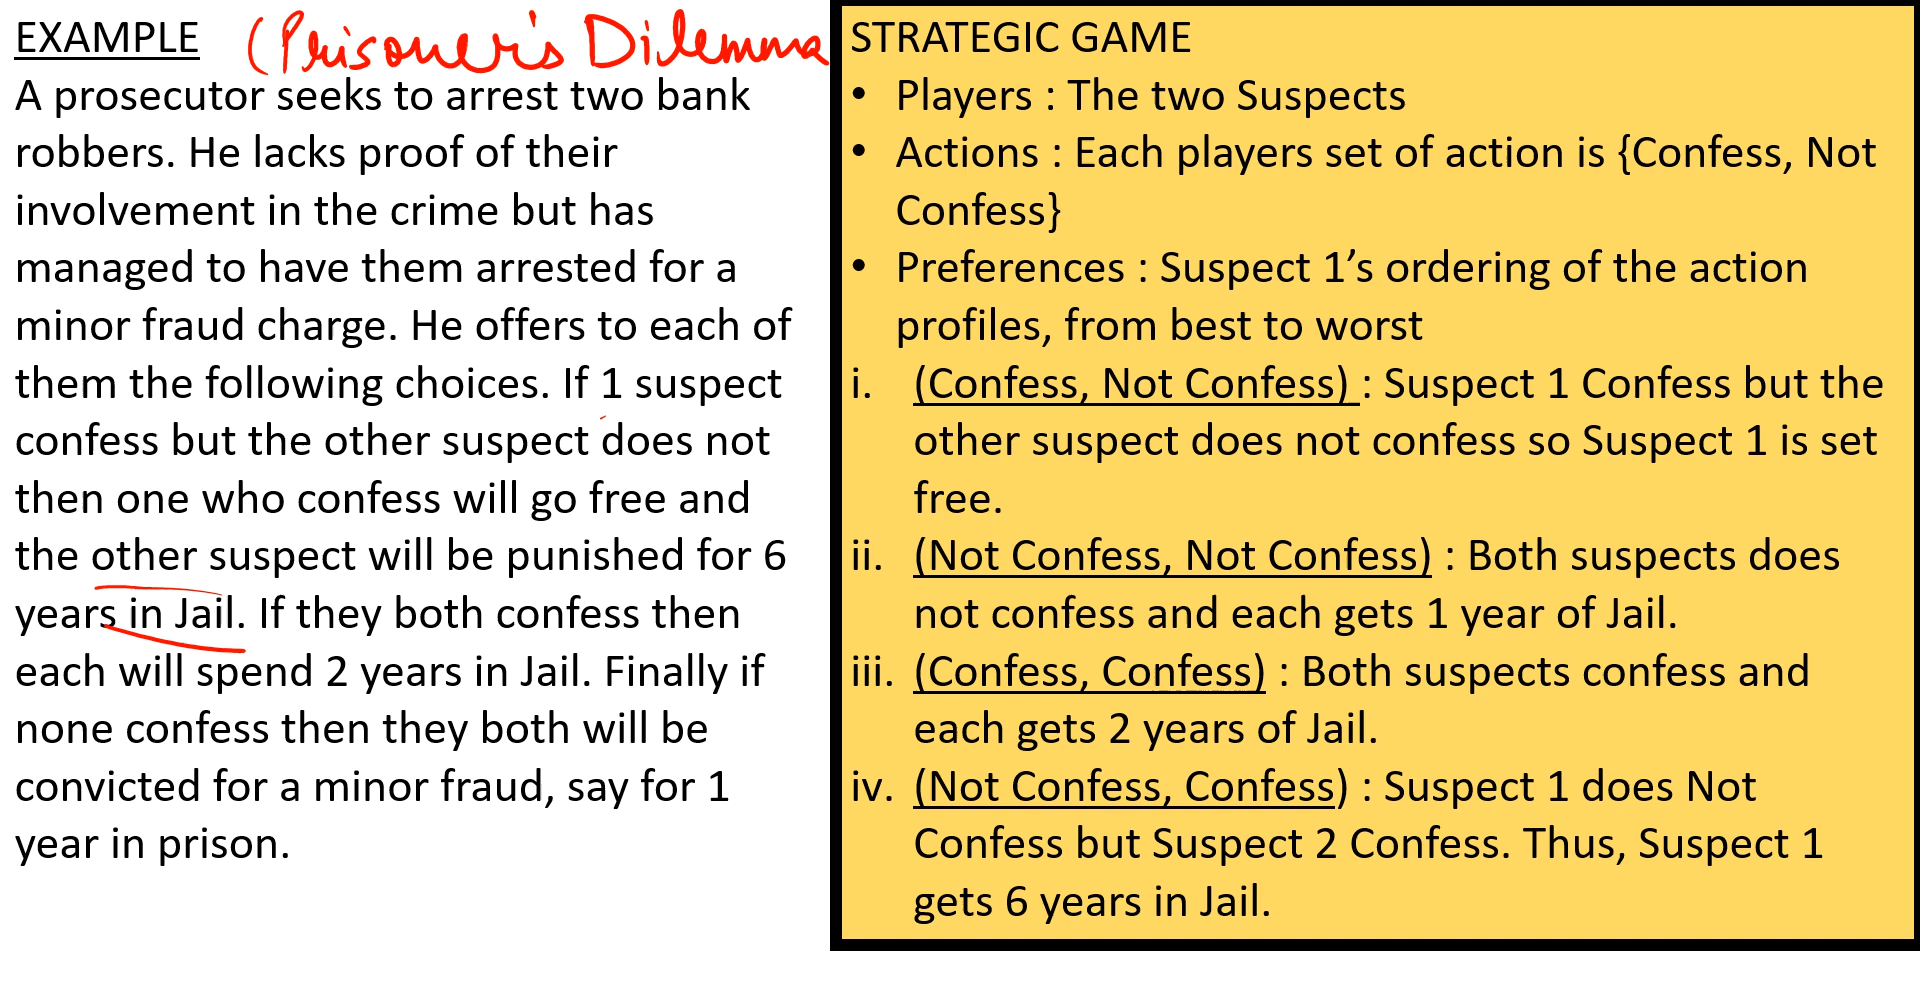 EXAMPLE (Prisoner's Dilemma
A prosecutor seeks to arrest two bank
robbers. He lacks proof of their
involvement in the crime but has
managed to have them arrested for a
minor fraud charge. He offers to each of
them the following choices. If 1 suspect
confess but the other suspect does not
then one who confess will go free and
the other suspect will be punished for 6
years in Jail. If they both confess then
each will spend 2 years in Jail. Finally if
none confess then they both will be
convicted for a minor fraud, say for 1
year in prison.
STRATEGIC GAME
• Players : The two Suspects
• Actions : Each players set of action is {Confess, Not
Confess}
• Preferences : Suspect 1’s ordering of the action
profiles, from best to worst
i. (Confess, Not Confess) : Suspect 1 Confess but the
other suspect does not confess so Suspect 1 is set
free.
ii. (Not Confess, Not Confess) : Both suspects does
not confess and each gets 1 year of Jail.
iii. (Confess, Confess) : Both suspects confess and
each gets 2 years of Jail.
iv. (Not Confess, Confess) : Suspect 1 does Not
Confess but Suspect 2 Confess. Thus, Suspect 1
gets 6 years in Jail.